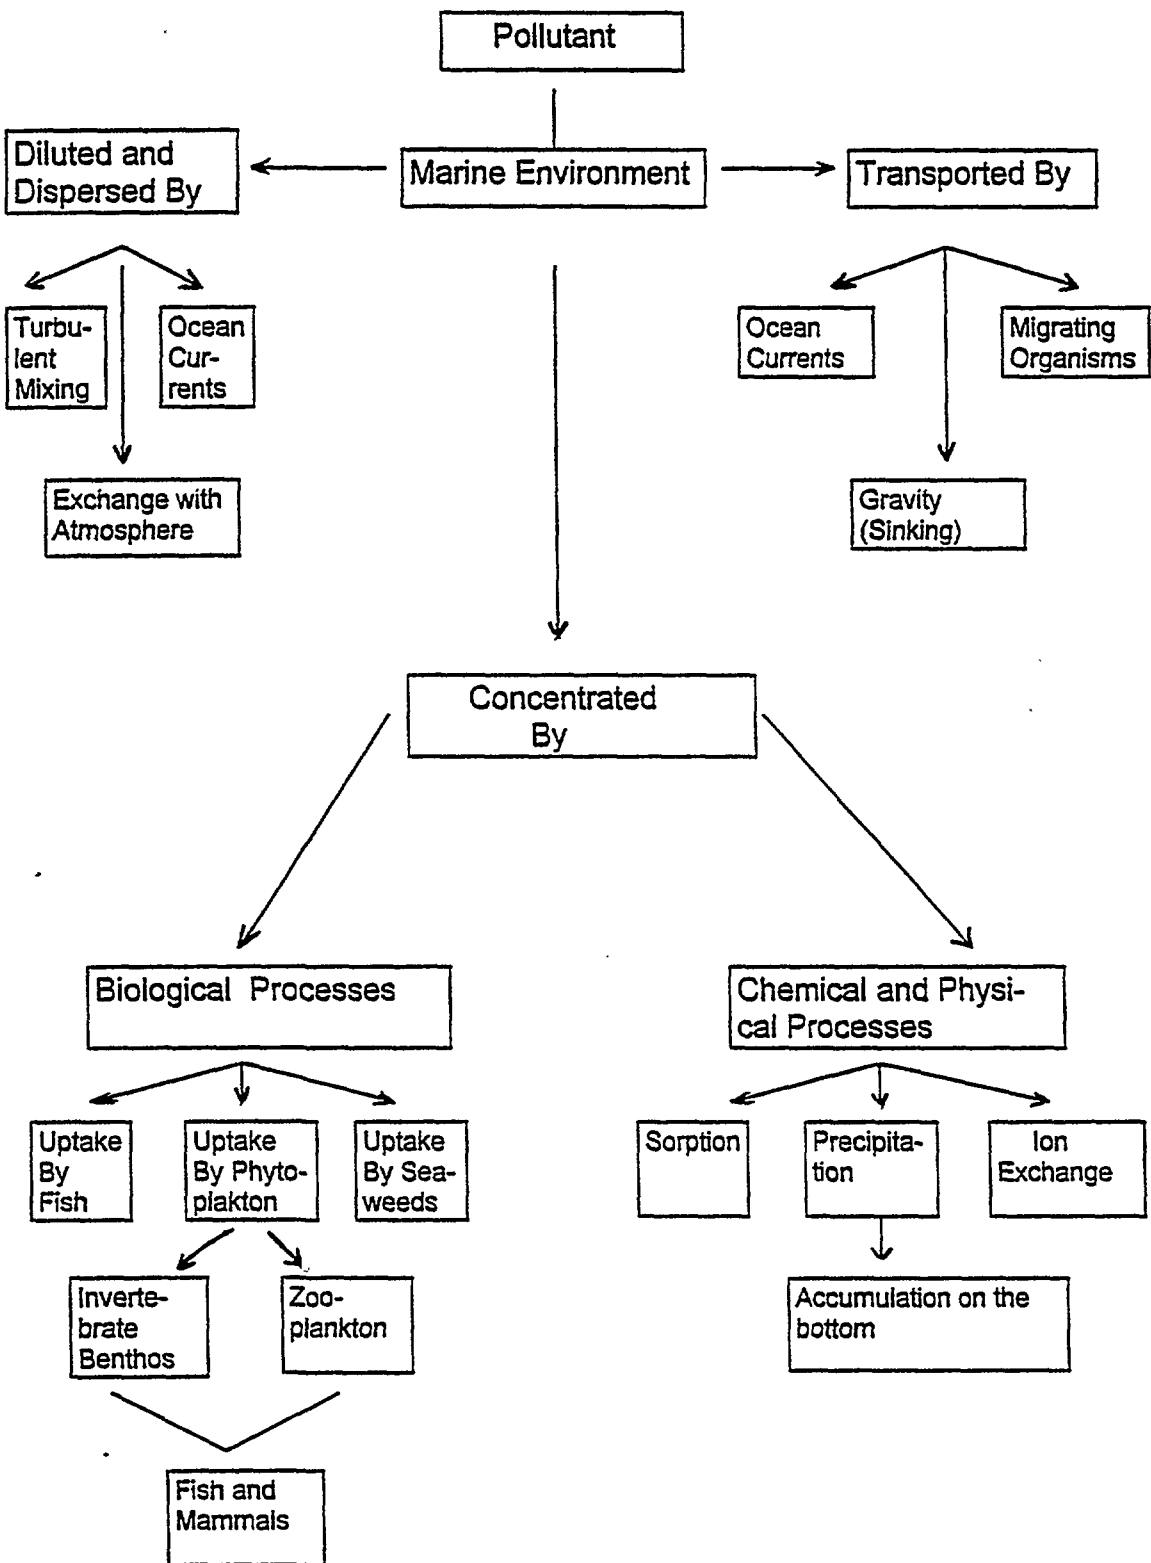 Pollutant
Diluted and
Dispersed By
Marine Environment
Transported By
Turbu-
lent
Mixing
Ocean
Cur-
rents
Exchange with
Atmosphere
Ocean
Currents
Migrating
Organisms
Gravity
(Sinking)
Concentrated
By
Biological Processes
Chemical and Physi-
cal Processes
Uptake
By
Fish
Uptake
By Phyto-
plakton
Uptake
By Sea-
weeds
Sorption
Precipita-
tion
Ion
Exchange
Inverte-
brate
Benthos
Zoo-
plankton
Accumulation on the
bottom
Fish and
Mammals